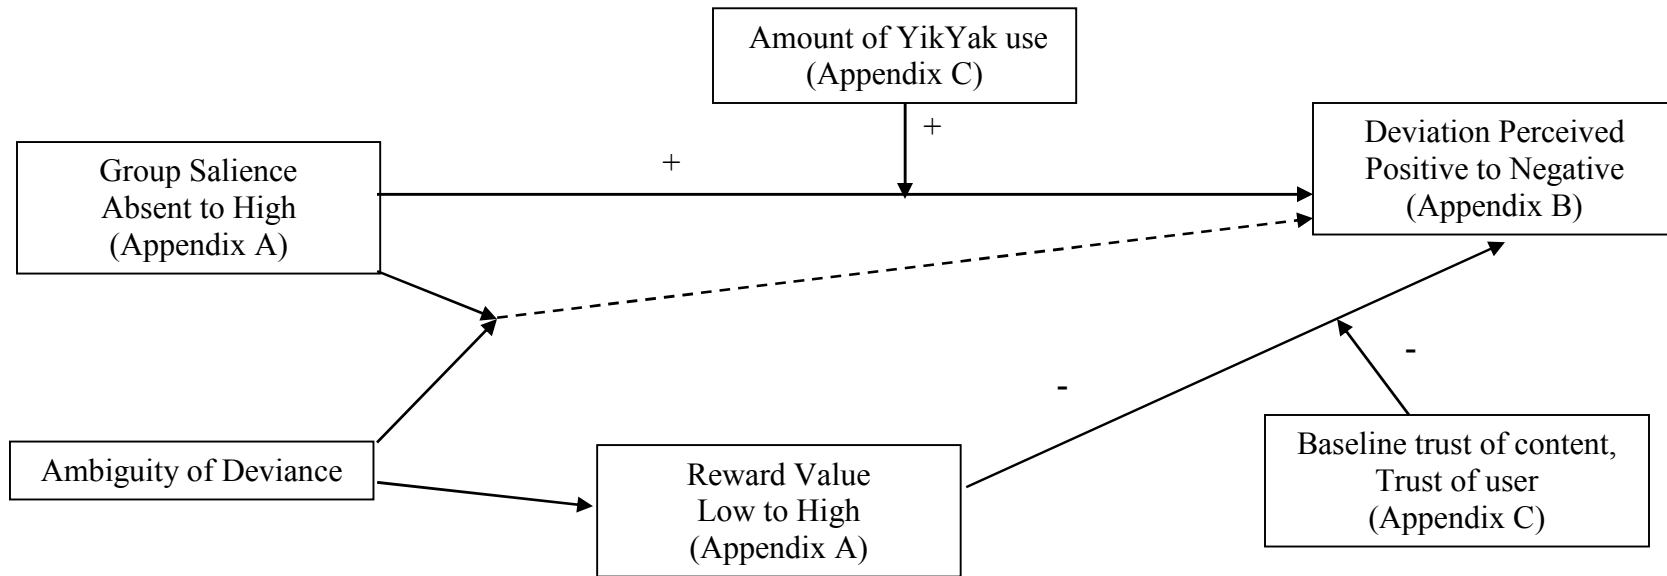 Amount of YikYak use
(Appendix C)
+
Deviation Perceived
Positive to Negative
(Appendix B)
+
Group Salience
Absent to High
(Appendix A)
-
-
Ambiguity of Deviance
Reward Value
Low to High
(Appendix A)
Baseline trust of content,
Trust of user
(Appendix C)